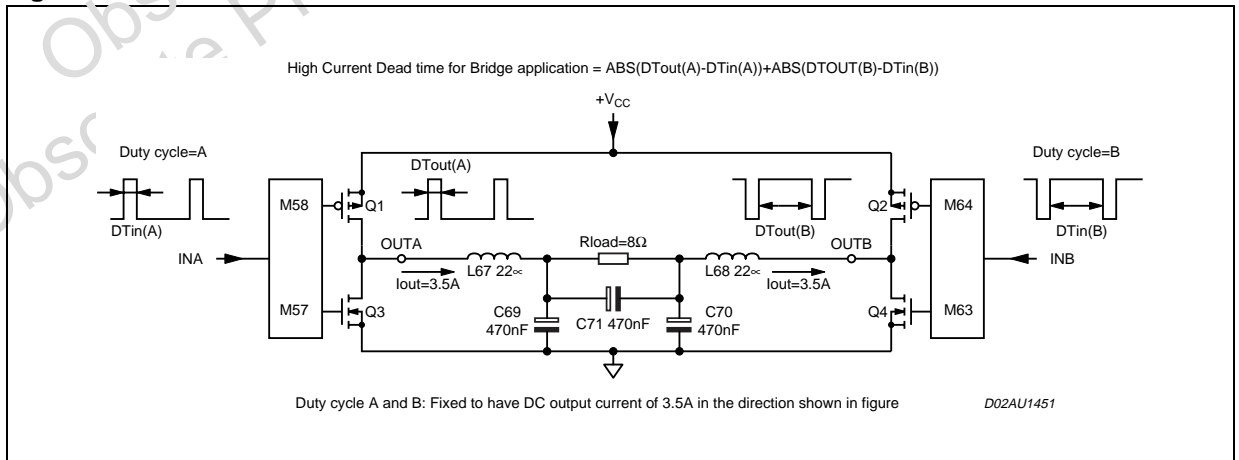 High Current Dead time for Bridge application = ABS(DTout(A)-DTin(A))+ABS(DTOUT(B)-DTin(B))
+VCC
Duty cycle=A
DTout(A)
Duty cycle=B
M58
Q1
Q2
M64
DTin(A)
DTout(B)
DTin(B)
OUTA
Rload=8Ω
OUTB
INA
INB
L67 22∝
L68 22∝
Iout=3.5A
Iout=3.5A
M57
Q3
C69
470nF
C71 470nF
C70
470nF
Q4
M63
Duty cycle A and B: Fixed to have DC output current of 3.5A in the direction shown in figure
D02AU1451